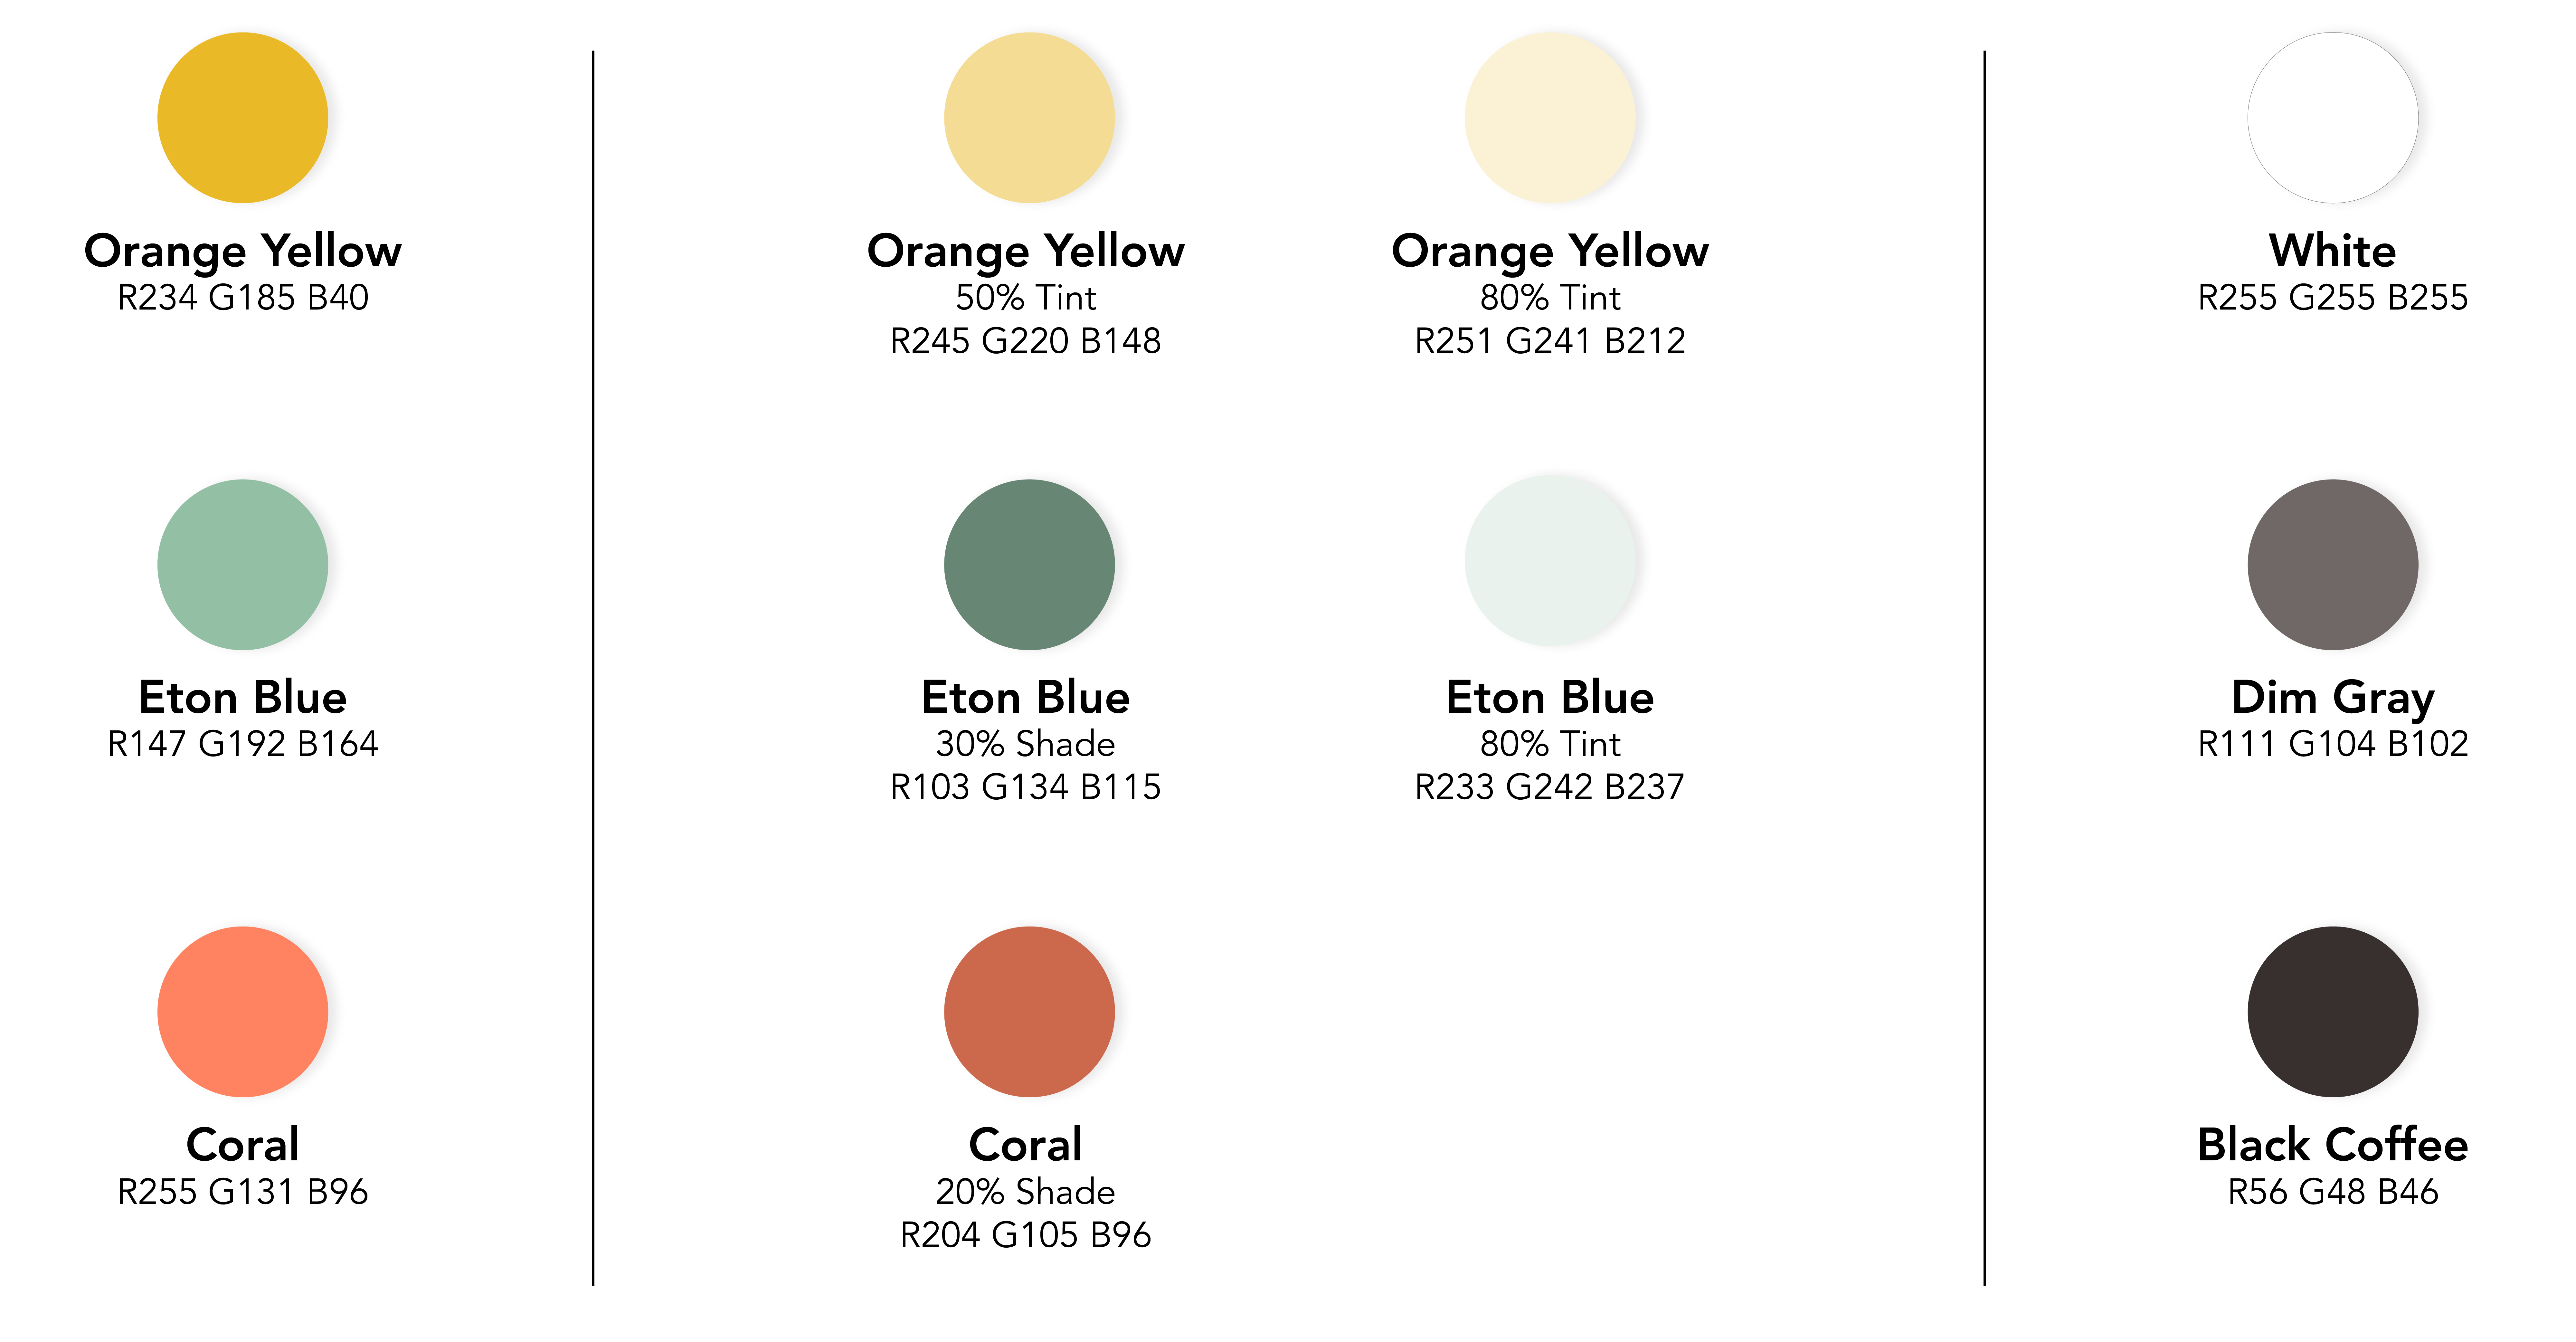 Orange Yellow
R234 G185 B40
Eton Blue
R147 G192 B164
Coral
R255 G131 B96
Orange Yellow
50% Tint
R245 G220 B148
Orange Yellow
80% Tint
R251 G241 B212
Eton Blue
30% Shade
R103 G134 B115
Eton Blue
80% Tint
R233 G242 B237
Coral
20% Shade
R204 G105 B96
White
R255 G255 B255
Dim Gray
R111 G104 B102
Black Coffee
R56 G48 B46